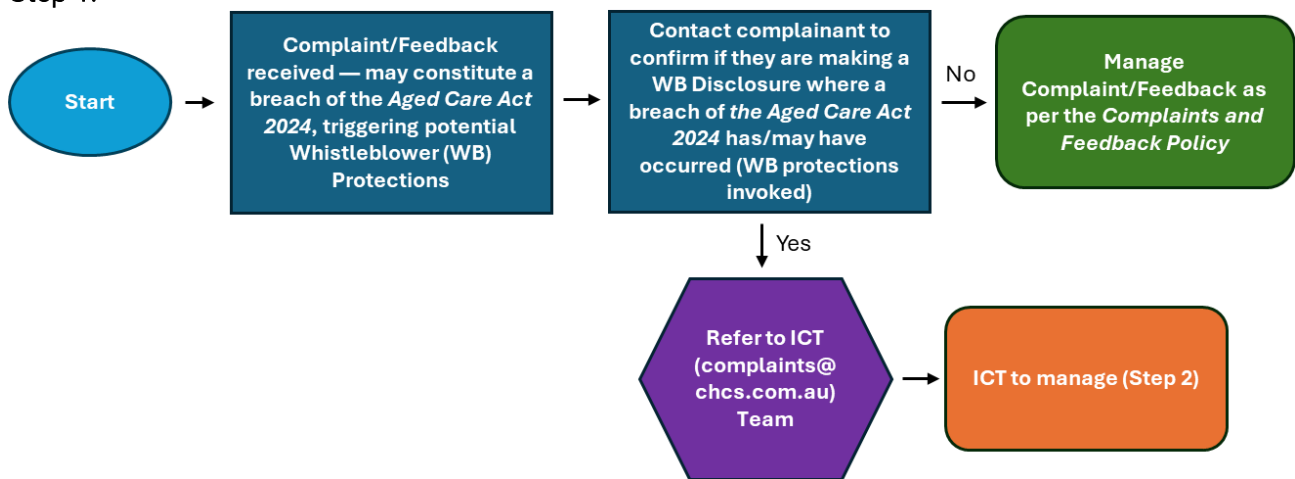 Step 1:
Start
Complaint/Feedback
received — may constitute a
breach of the Aged Care Act
2024, triggering potential
Whistleblower (WB)
Protections
Contact complainant to
confirm if they are making a
WB Disclosure where a
breach of the Aged Care Act
2024 has/may have
occurred (WB protections
invoked)
No
Manage
Complaint/Feedback as
per the Complaints and
Feedback Policy
Yes
Refer to ICT
(complaints@
chcs.com.au)
Team
ICT to manage (Step 2)